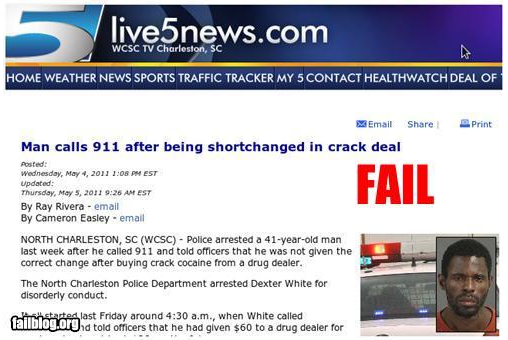 5
live5news.com
WCSC TV Charleston, SC
HOME WEATHER NEWS SPORTS TRAFFIC TRACKER MY 5 CONTACT HEALTHWATCH DEAL OF
Email Share | Print
Man calls 911 after being shortchanged in crack deal
Posted:
Wednesday, May 4, 2011 1:08 PM EST
Updated:
Thursday, May 5, 2011 9:26 AM EST
FAIL
By Ray Rivera - email
By Cameron Easley - email
NORTH CHARLESTON, SC (WCSC) - Police arrested a 41-year-old man
last week after he called 911 and told officers that he was not given the
correct change after buying crack cocaine from a drug dealer.
The North Charleston Police Department arrested Dexter White for
disorderly conduct.
It all started last Friday around 4:30 a.m., when White called
failblog.org
and told officers that he had given $60 to a drug dealer for